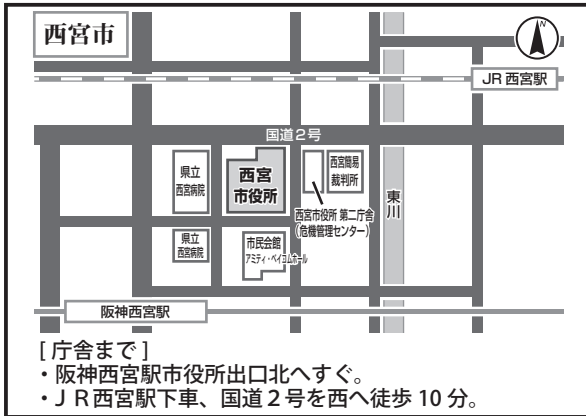 西宮市
N
JR 西宮駅
国道2号
県立
西宮病院
西宮
市役所
西宮簡易
裁判所
西宮市役所 第二庁舎
（危機管理センター）
東川
県立
西宮病院
市民会館
アミティ・ベイコムホール
阪神西宮駅
[ 庁舎まで ]
・阪神西宮駅市役所出口北へすぐ。
・ＪＲ西宮駅下車、国道２号を西へ徒歩 10 分。